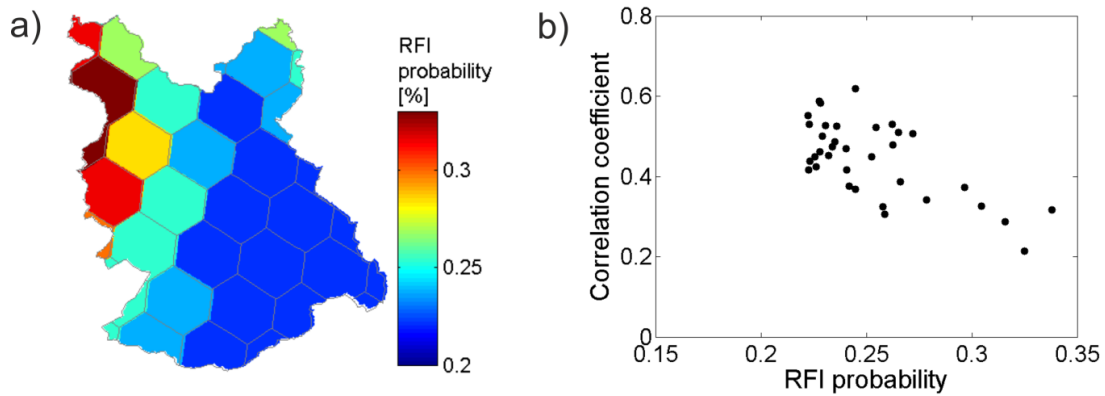 a)
RFI
probability
[%]
0.3
0.25
0.2
b)
Correlation coefficient
0.8
0.6
0.4
0.2
0
0.15 0.2 0.25 0.3 0.35
RFI probability